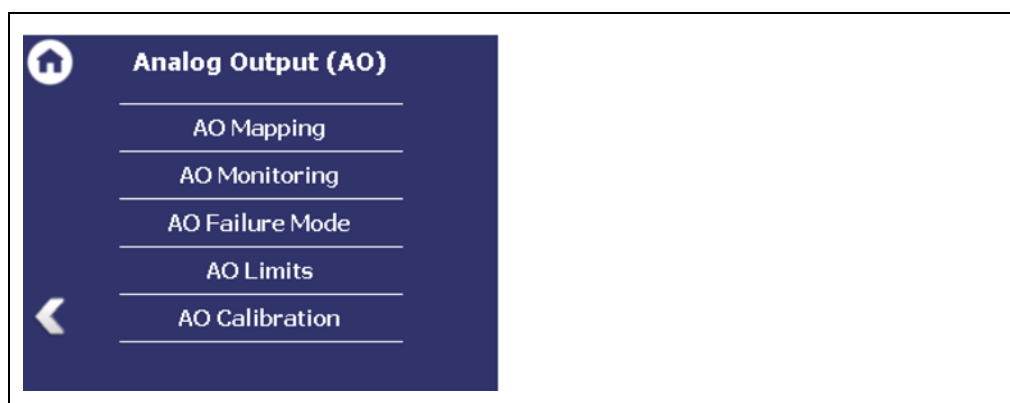 Analog Output (AO)
AO Mapping
AO Monitoring
AO Failure Mode
AO Limits
AO Calibration